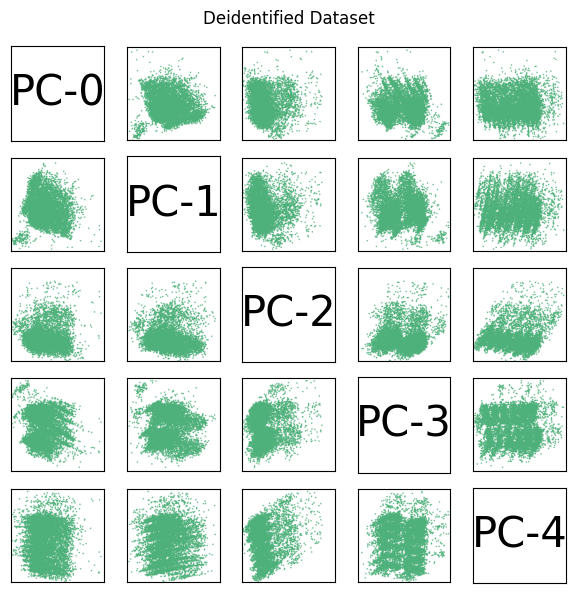 Deidentified Dataset
PC-0
PC-1
PC-2
PC-3
PC-4